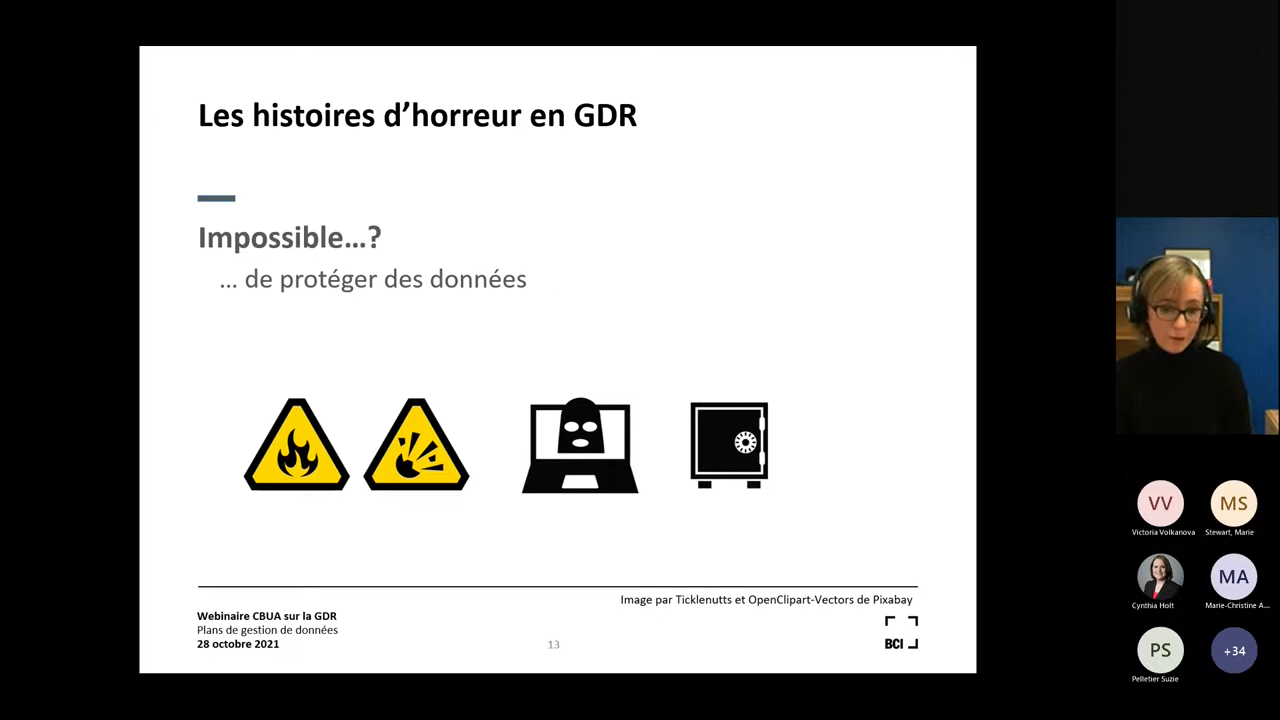 Les histoires d’horreur en GDR
Impossible…?
… de protéger des données
Image par Ticklenutts et OpenClipart-Vectors de Pixabay
Webinaire CBUA sur la GDR
Plans de gestion de données
28 octobre 2021
13
BCI
VV
MS
Victoria Volkanova
Stewart, Marie
MA
Cynthia Holt
Marie-Christine A...
PS
+34
Pelletier Suzie